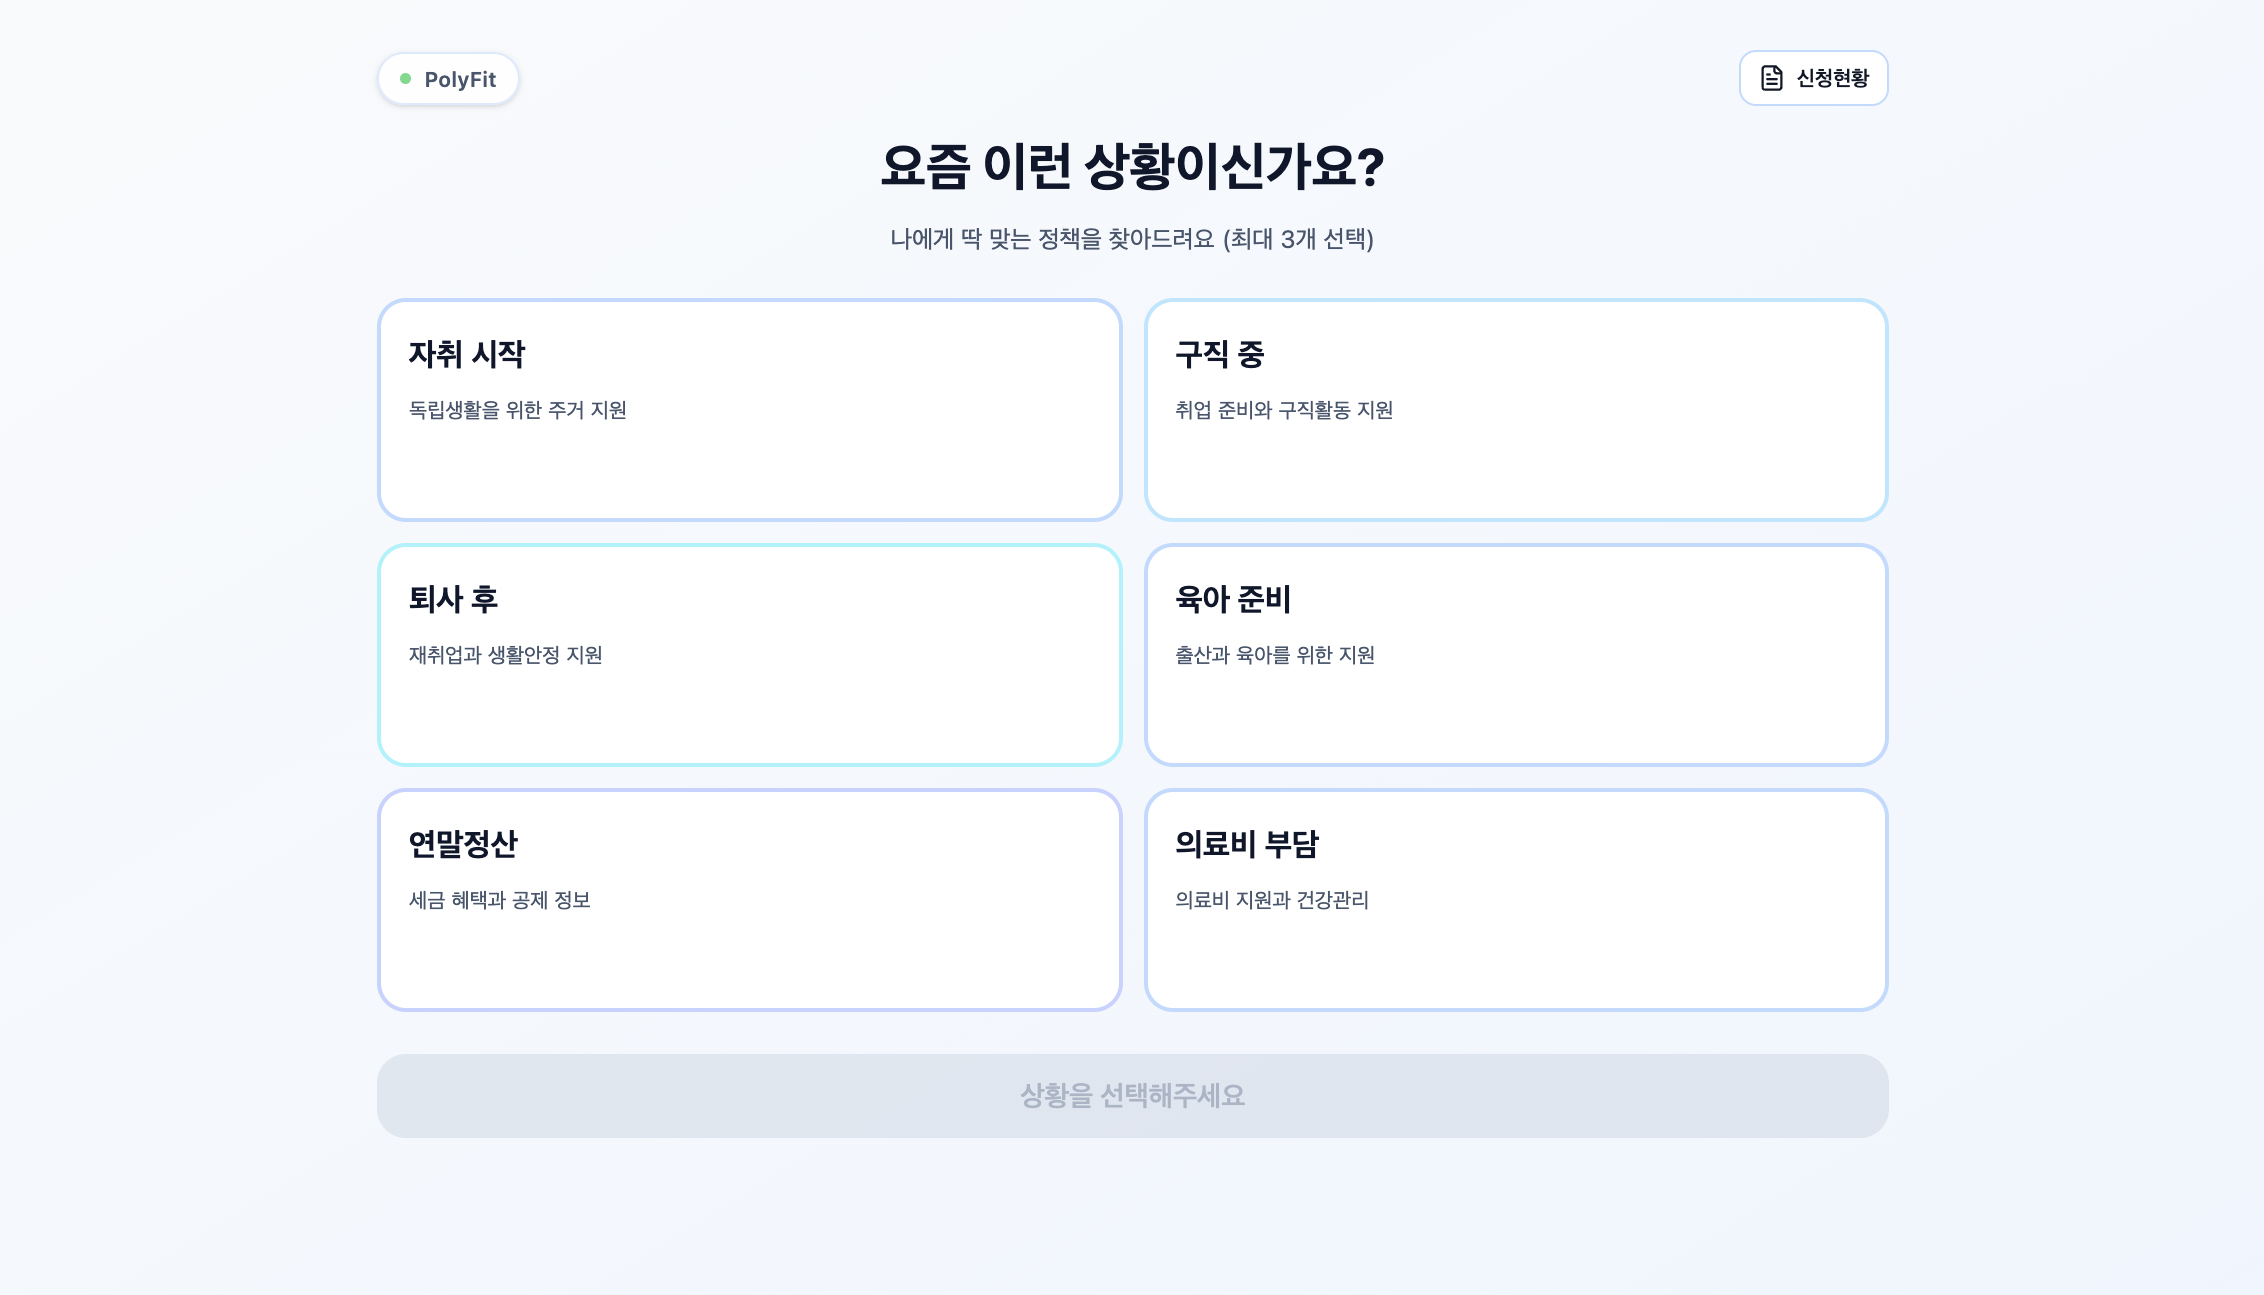 PolyFit
신청현황
요즘 이런 상황이신가요?
나에게 딱 맞는 정책을 찾아드려요 (최대 3개 선택)
자취 시작
독립생활을 위한 주거 지원
구직 중
취업 준비와 구직활동 지원
퇴사 후
재취업과 생활안정 지원
육아 준비
출산과 육아를 위한 지원
연말정산
세금 혜택과 공제 정보
의료비 부담
의료비 지원과 건강관리
상황을 선택해주세요